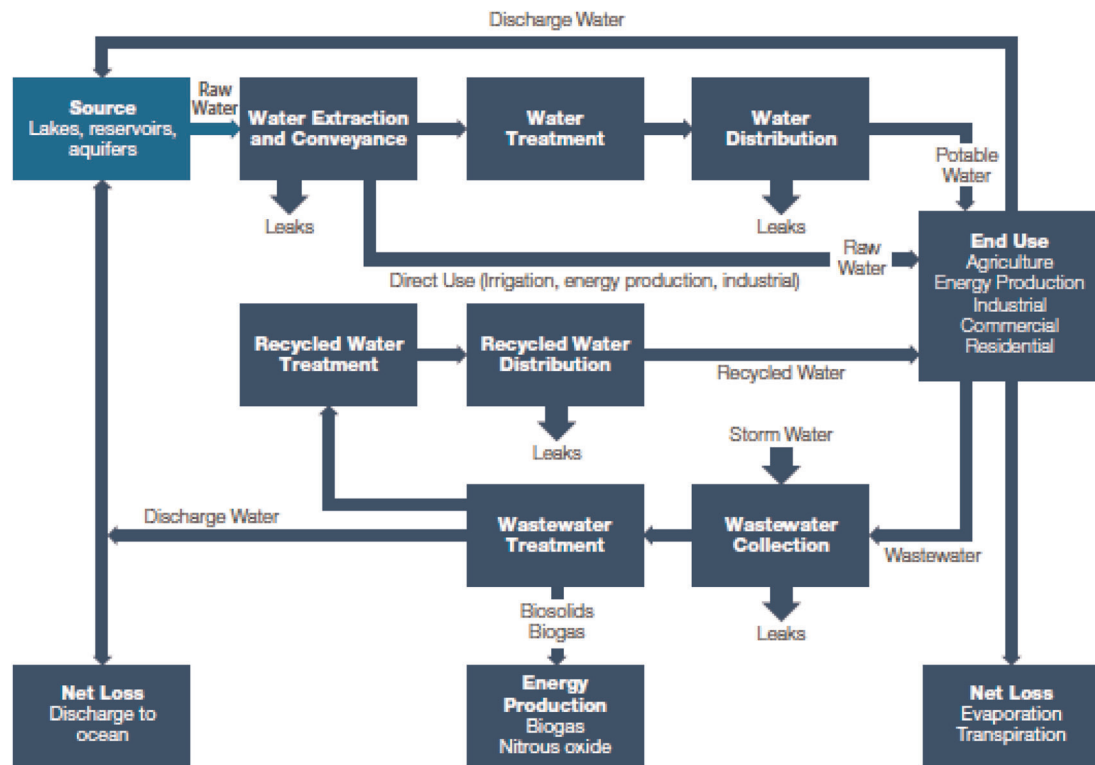 Discharge Water
Source
Lakes, reservoirs,
aquifers
Raw
Water
Water Extraction
and Conveyance
Water
Treatment
Water
Distribution
Potable
Water
Leaks
Leaks
Raw
Water
Direct Use (Irrigation, energy production, industrial)
End Use
Agriculture
Energy Production
Industrial
Commercial
Residential
Recycled Water
Treatment
Recycled Water
Distribution
Recycled Water
Leaks
Storm Water
Discharge Water
Wastewater
Treatment
Wastewater
Collection
Wastewater
Biosolids
Biogas
Leaks
Net Loss
Discharge to
ocean
Energy
Production
Biogas
Nitrous oxide
Net Loss
Evaporation
Transpiration